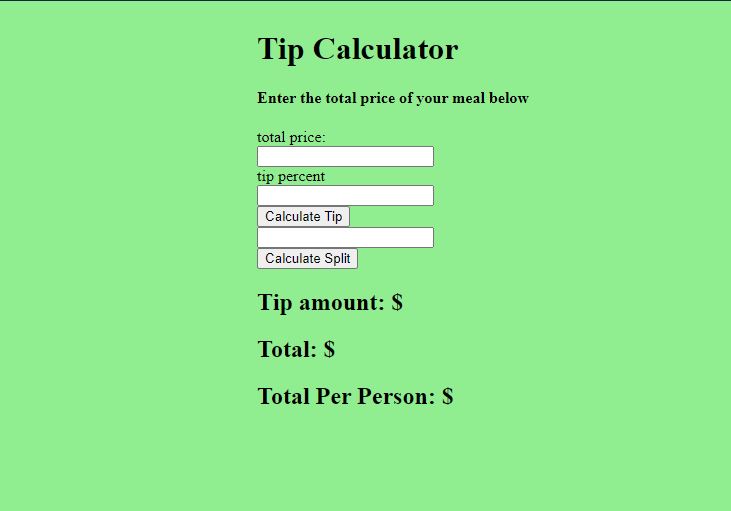 Tip Calculator
Enter the total price of your meal below
total price:
tip percent
Calculate Tip
Calculate Split
Tip amount: $
Total: $
Total Per Person: $